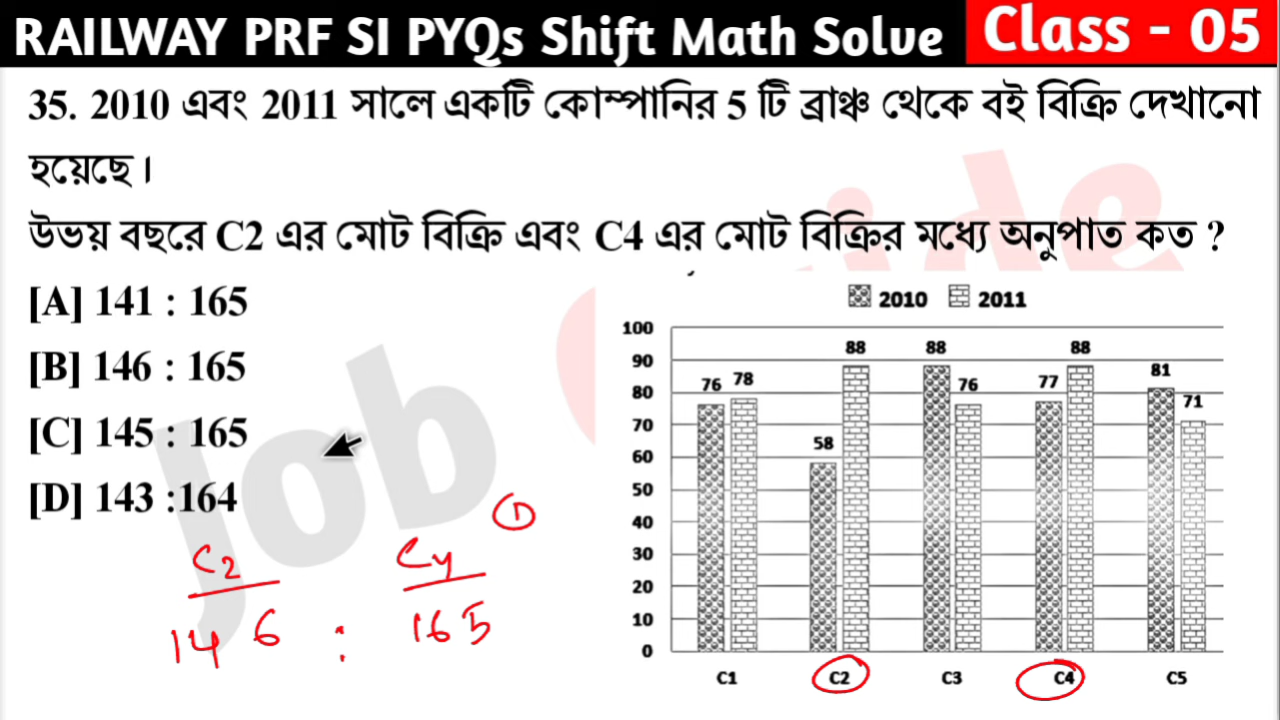 RAILWAY PRF SI PYQs Shift Math Solve
Class - 05
35. 2010 এবং 2011 সালে একটি কোম্পানির 5 টি ব্রাঞ্চ থেকে বই বিক্রি দেখানো
হয়েছে।
উভয় বছরে C2 এর মোট বিক্রি এবং C4 এর মোট বিক্রির মধ্যে অনুপাত কত ?
[A] 141 : 165
[B] 146 : 165
[C] 145 : 165
[D] 143 :164
2010 2011
100
90
80
70
60
50
40
30
20
10
0
76 78
58 88
88 76
77 88
81 71
C1 C2 C3 C4 C5
Job
C2 C4
146 : 165